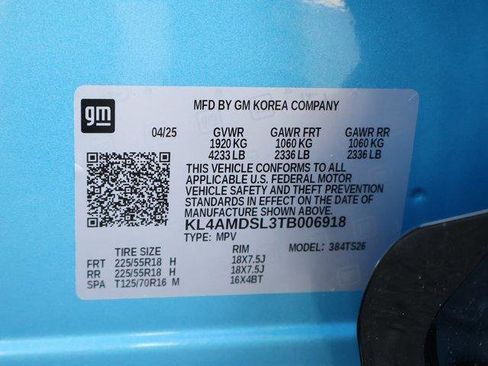 gm
MFD BY GM KOREA COMPANY
04/25 GVWR GAWR FRT GAWR RR
1920 KG 1060 KG 1060 KG
4233 LB 2336 LB 2336 LB
THIS VEHICLE CONFORMS TO ALL
APPLICABLE U.S. FEDERAL MOTOR
VEHICLE SAFETY AND THEFT PREVENTION
STANDARDS IN EFFECT ON THE DATE OF
MANUFACTURE SHOWN ABOVE.
KL4AMDSL3TB006918
TYPE: MPV
TIRE SIZE RIM MODEL: 384TS26
FRT 225/55R18 H 18X7.5J
RR 225/55R18 H 18X7.5J
SPA T125/70R16 M 16X4BT